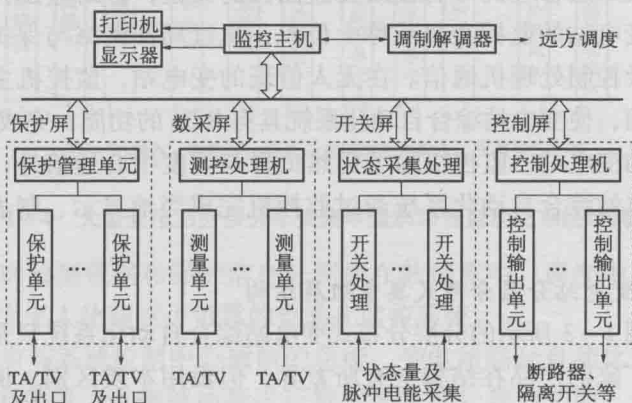 打印机
显示器
监控主机
调制解调器
远方调度
保护屏
数采屏
开关屏
控制屏
保护管理单元
测控处理机
状态采集处理
控制处理机
保护单元
…
保护单元
测量单元
…
测量单元
开关处理
…
开关处理
控制输出单元
…
控制输出单元
TA/TV
及出口
TA/TV
及出口
TA/TV
TA/TV
状态量及
脉冲电能采集
断路器、
隔离开关等